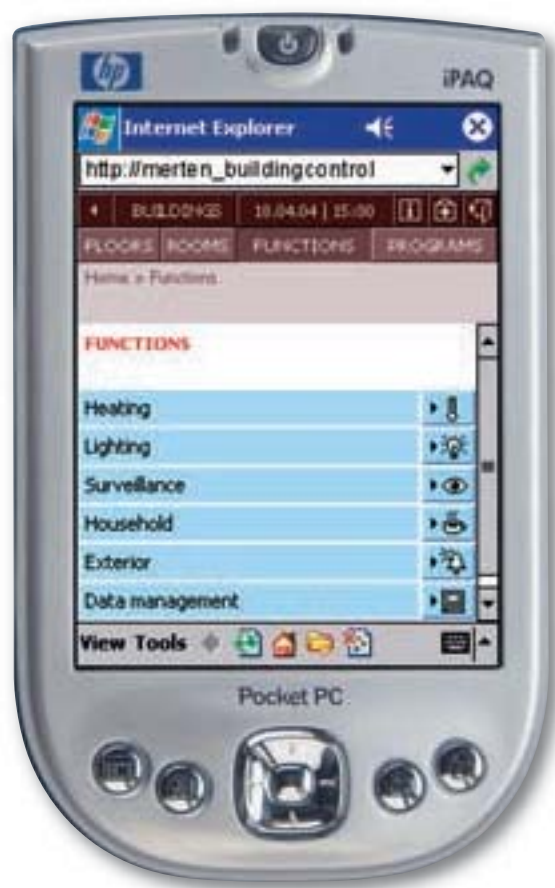 hp
iPAQ
Internet Explorer
http://merten_buildingcontrol
BUILDINGS 18.04.04 | 15:00
FLOORS ROOMS FUNCTIONS PROGRAMS
Home » Functions
FUNCTIONS
Heating
Lighting
Surveillance
Household
Exterior
Data management
View Tools
Pocket PC